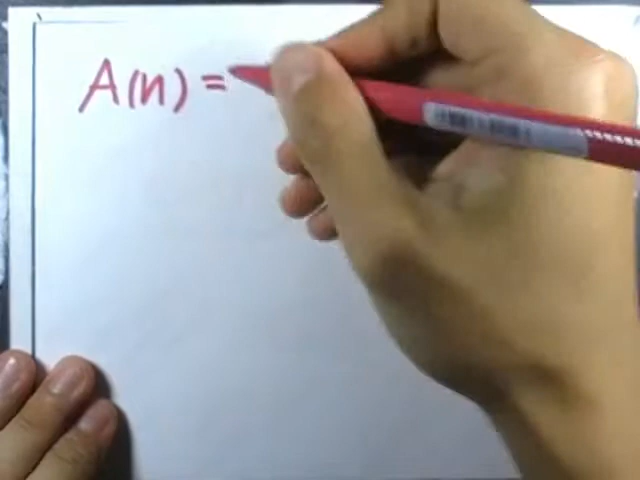 A(n) =